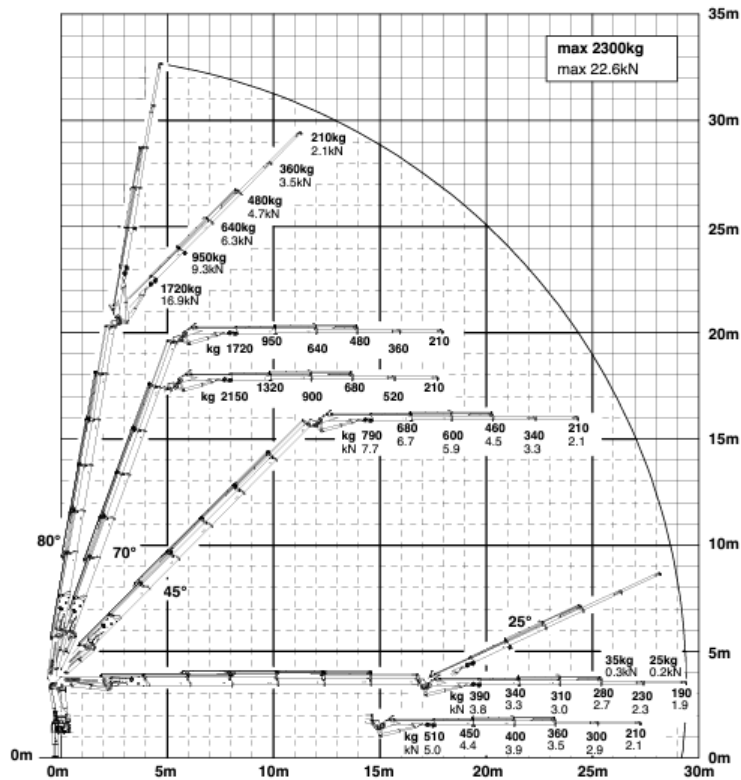 35m
max 2300kg
max 22.6kN
30m
210kg
2.1kN
360kg
3.5kN
480kg
4.7kN
640kg
6.3kN
25m
950kg
9.3kN
1720kg
16.9kN
20m
kg 1720 950 640 480 360 210
kg 2150 1320 900 680 520 210
15m
kg 790 680 600 460 340 210
kN 7.7 6.7 5.9 4.5 3.3 2.1
80°
70°
10m
45°
25°
35kg 25kg
0.3kN 0.2kN
5m
kg 390 340 310 280 230 190
kN 3.8 3.3 3.0 2.7 2.3 1.9
kg 510 450 400 360 300 210
kN 5.0 4.4 3.9 3.5 2.9 2.1
0m
0m 5m 10m 15m 20m 25m 30m